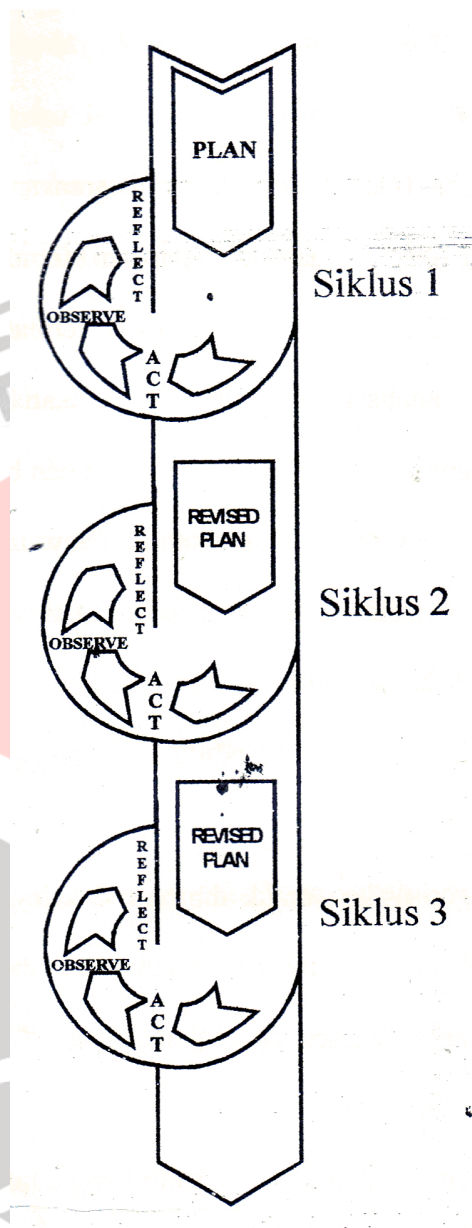 PLAN
REFLECT
Siklus 1
OBSERVE
ACT
REVISED
PLAN
REFLECT
Siklus 2
OBSERVE
ACT
REVISED
PLAN
REFLECT
Siklus 3
OBSERVE
ACT